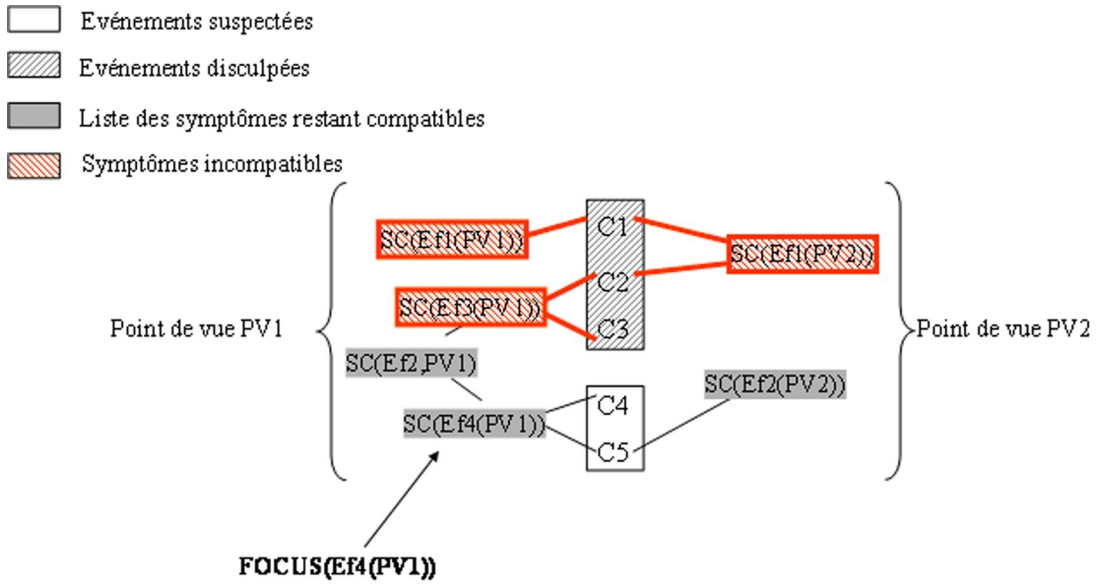 Evénements suspectées
Evénements disculpées
Liste des symptômes restant compatibles
Symptômes incompatibles
SC(Ef1(PV1))
C1
SC(Ef1(PV2))
C2
SC(Ef3(PV1))
C3
Point de vue PV1
Point de vue PV2
SC(Ef2,PV1)
SC(Ef2(PV2))
C4
SC(Ef4(PV1))
C5
FOCUS(Ef4(PV1))